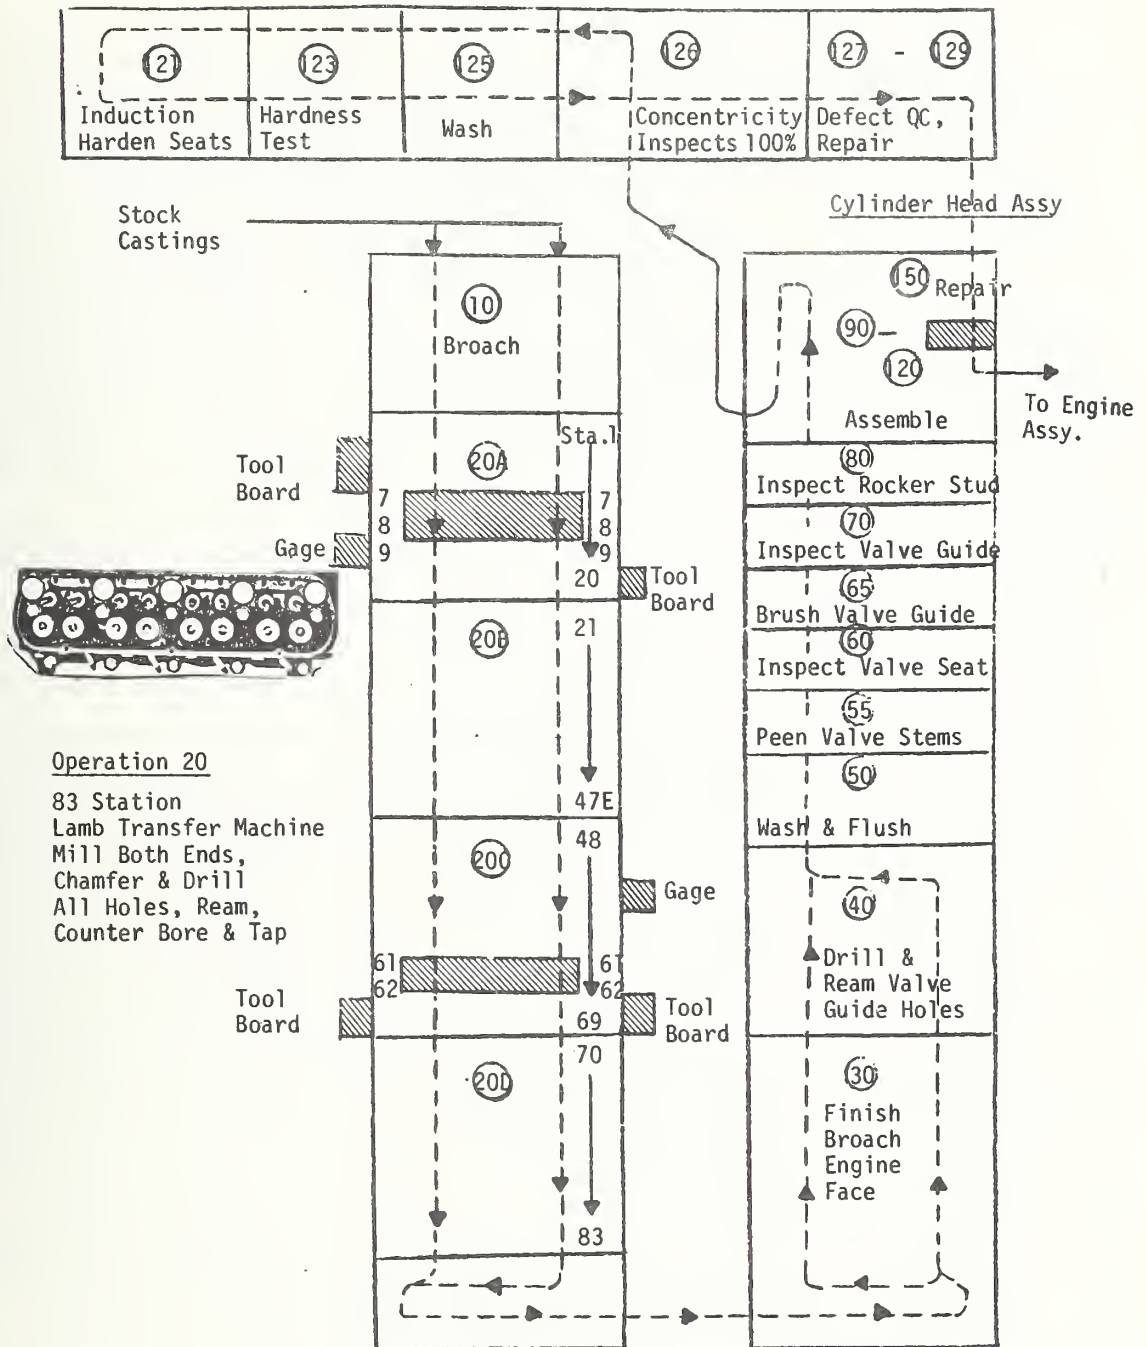 121
123
125
126
127 - 129
Induction
Harden Seats
Hardness
Test
Wash
Concentricity
Inspects 100%
Defect QC,
Repair
Stock
Castings
Cylinder Head Assy
10
Broach
150 Repair
90 -
120
Assemble
To Engine
Assy.
Sta.1
20A
Tool
Board
7
8
9
7
8
9
Gage
20
Tool
Board
80
Inspect Rocker Stud
70
Inspect Valve Guide
65
Brush Valve Guide
60
Inspect Valve Seat
55
Peen Valve Stems
50
Wash & Flush
20B
21
47E
Operation 20
83 Station
Lamb Transfer Machine
Mill Both Ends,
Chamfer & Drill
All Holes, Ream,
Counter Bore & Tap
20C
48
Gage
61
62
61
62
69
Tool
Board
Tool
Board
40
Drill &
Ream Valve
Guide Holes
20D
70
83
30
Finish
Broach
Engine
Face